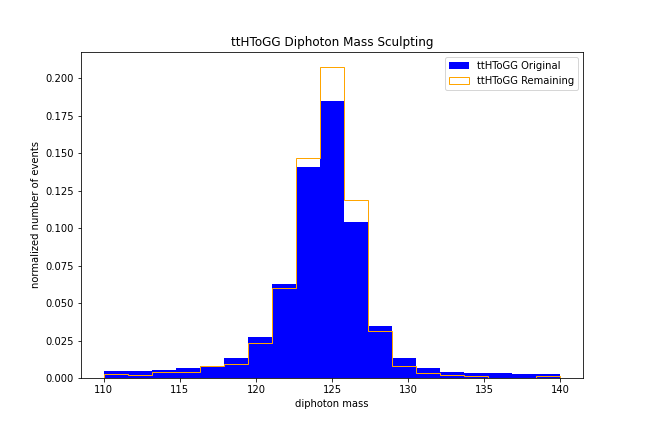 ttHToGG Diphoton Mass Sculpting
ttHToGG Original
ttHToGG Remaining
normalized number of events
0.200
0.175
0.150
0.125
0.100
0.075
0.050
0.025
0.000
110 115 120 125 130 135 140
diphoton mass